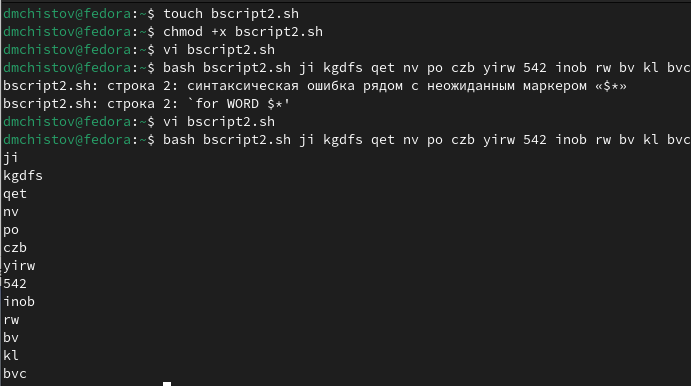 dmchistov@fedora:~$ touch bscript2.sh
dmchistov@fedora:~$ chmod +x bscript2.sh
dmchistov@fedora:~$ vi bscript2.sh
dmchistov@fedora:~$ bash bscript2.sh ji kgdfs qet nv po czb yirw 542 inob rw bv kl bvc
bscript2.sh: строка 2: синтаксическая ошибка рядом с неожиданным маркером «$*»
bscript2.sh: строка 2: `for WORD $*'
dmchistov@fedora:~$ vi bscript2.sh
dmchistov@fedora:~$ bash bscript2.sh ji kgdfs qet nv po czb yirw 542 inob rw bv kl bvc
ji
kgdfs
qet
nv
po
czb
yirw
542
inob
rw
bv
kl
bvc